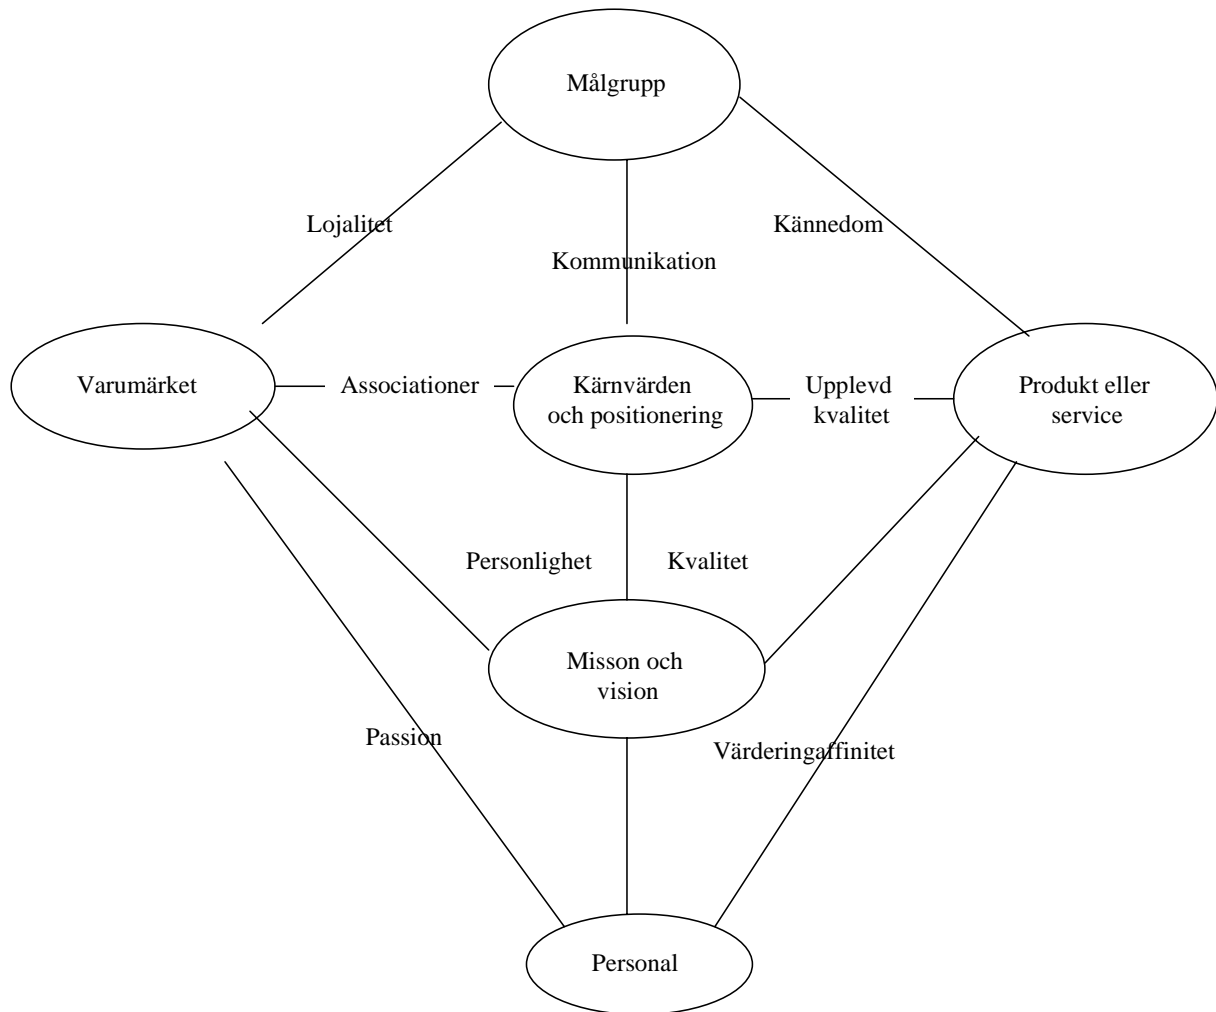 Målgrupp
Lojalitet
Kännedom
Kommunikation
Varumärket
Associationer
Kärnvärden
och positionering
Upplevd
kvalitet
Produkt eller
service
Personlighet
Kvalitet
Misson och
vision
Passion
Värderingaffinitet
Personal